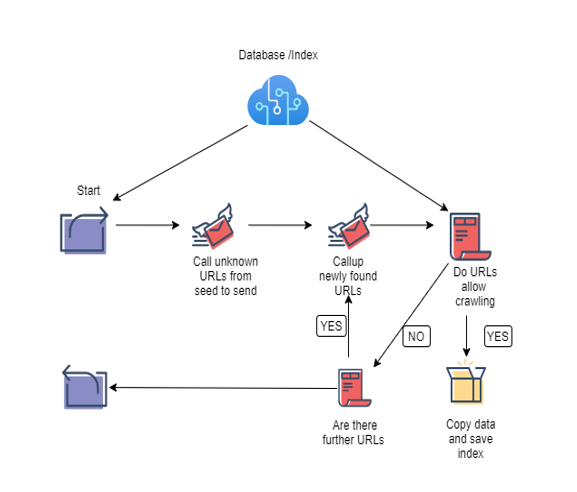 Database /Index
Start
Call unknown
URLs from
seed to send
Callup
newly found
URLs
Do URLs
allow
crawling
YES
NO
YES
Are there
further URLs
Copy data
and save
index